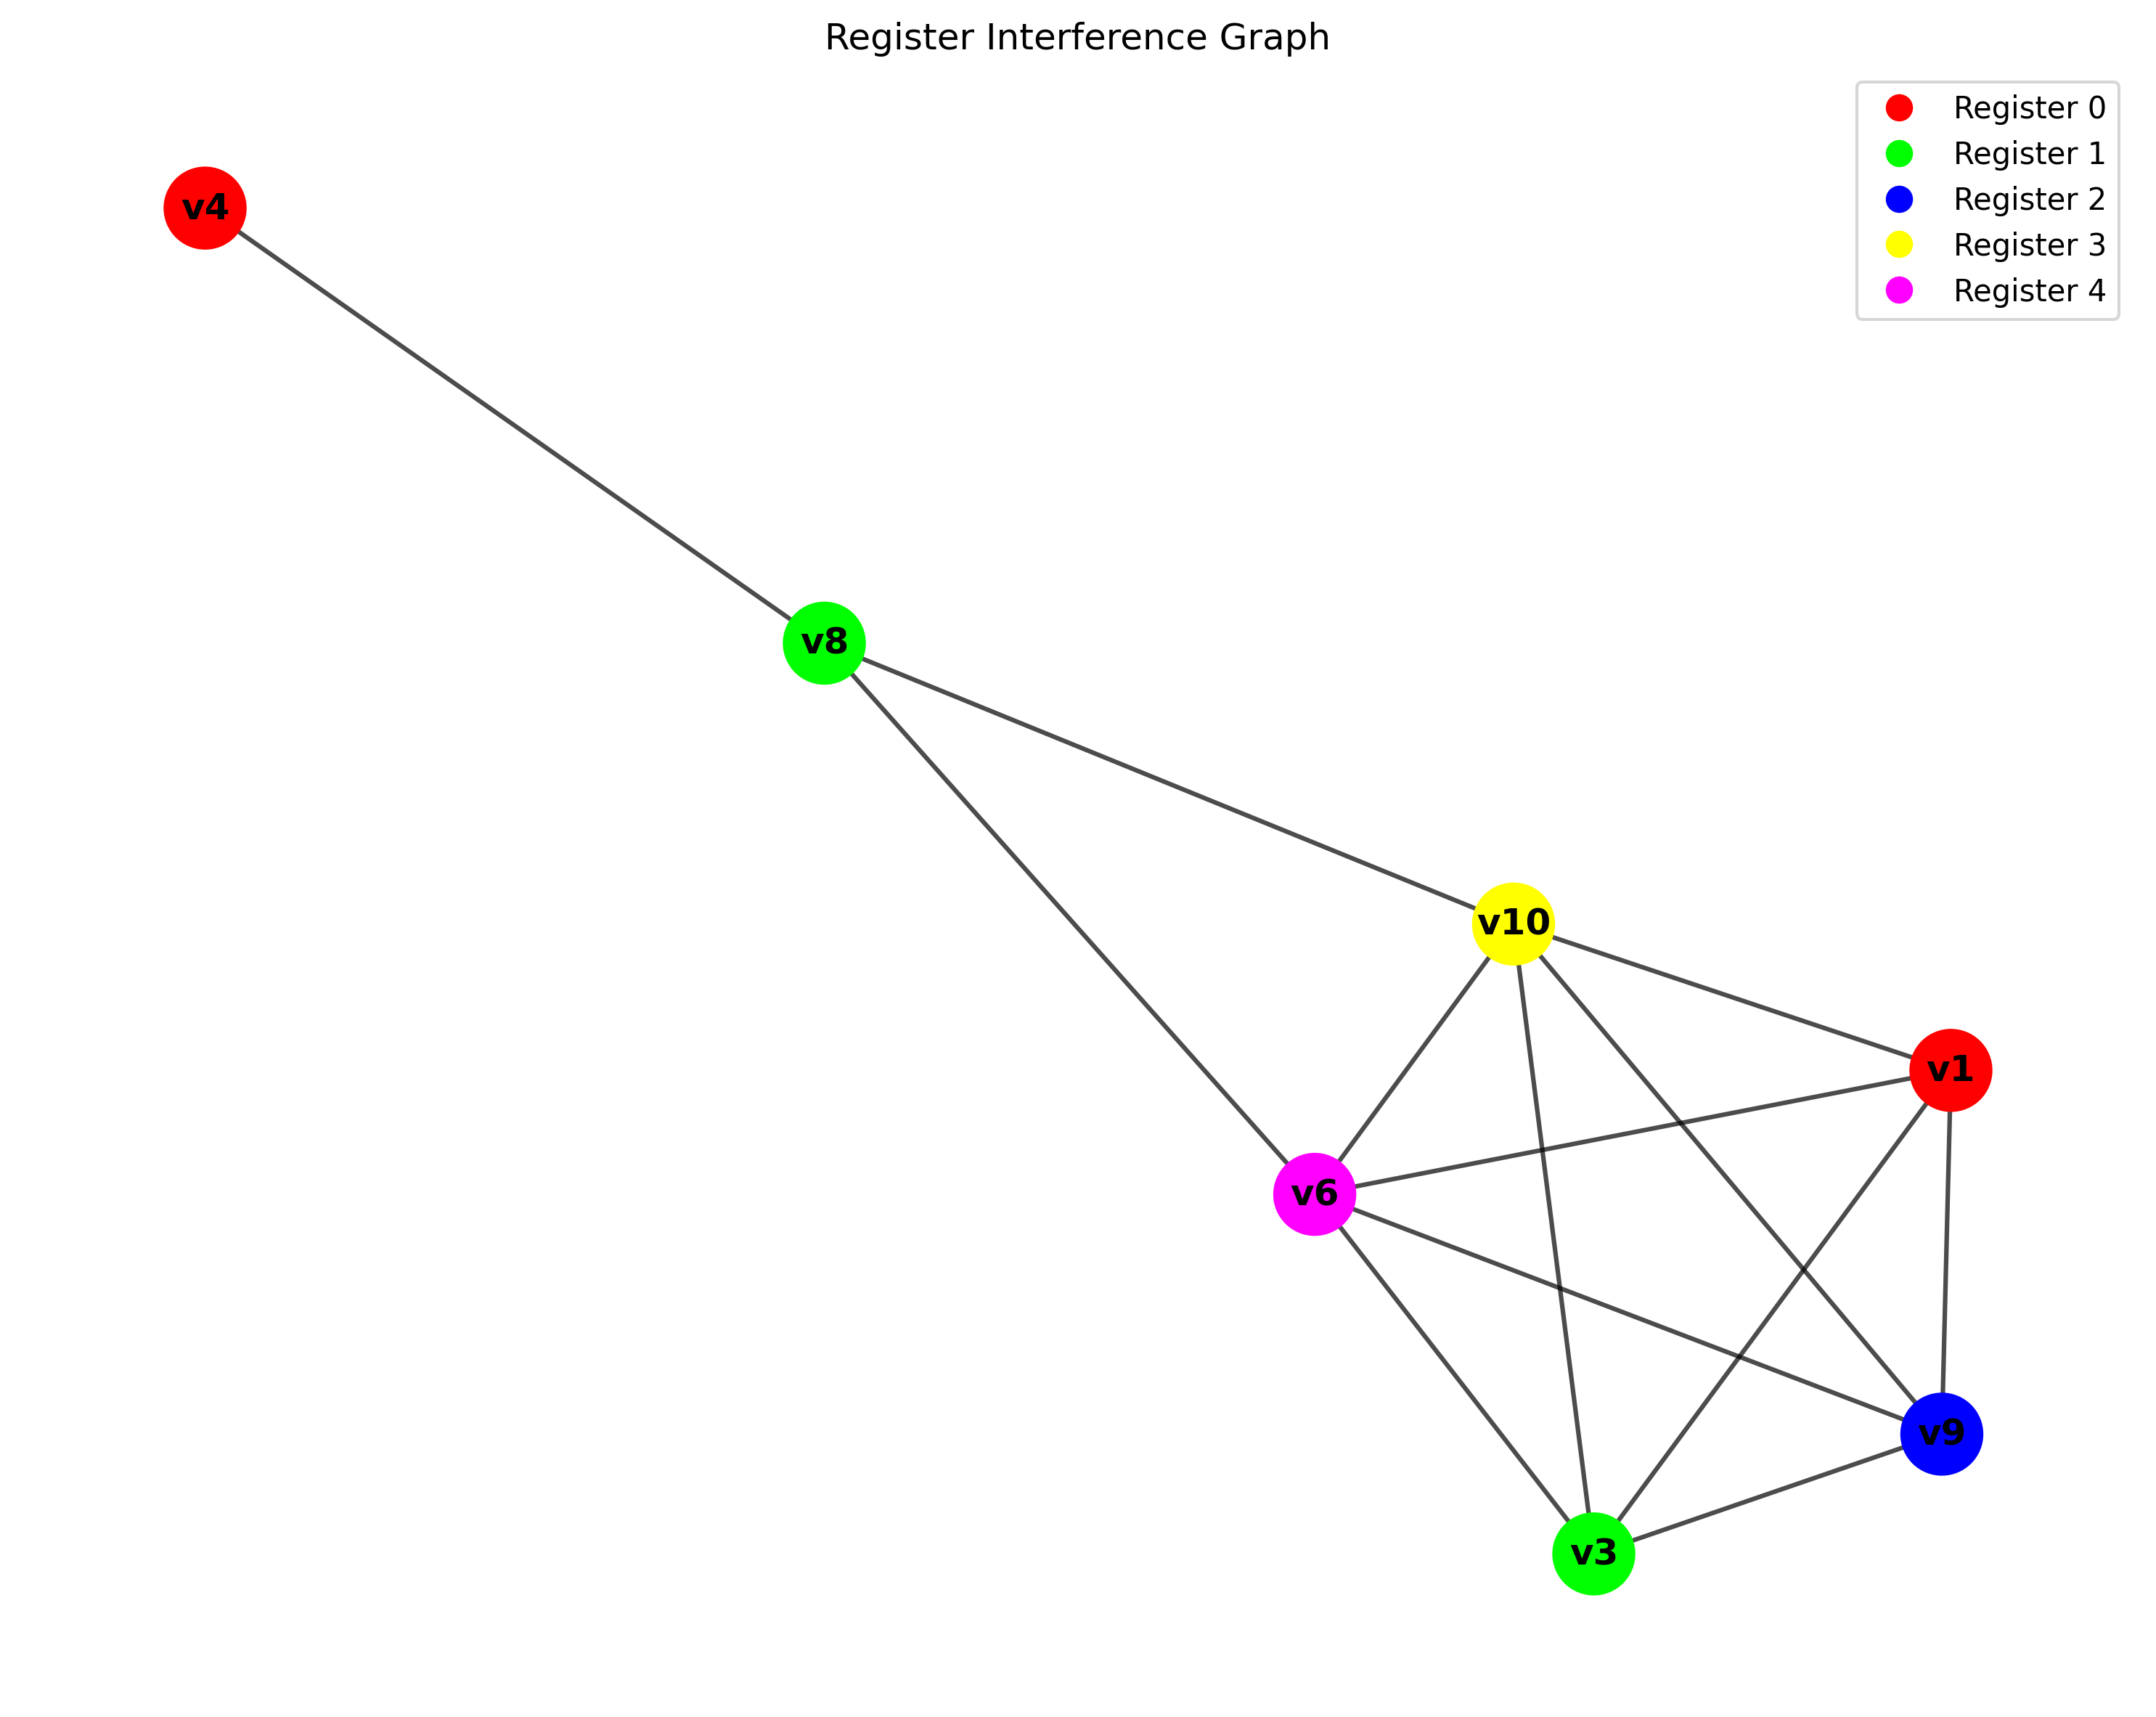 Register Interference Graph
Register 0
Register 1
Register 2
Register 3
Register 4
v4
v8
v10
v1
v6
v9
v3